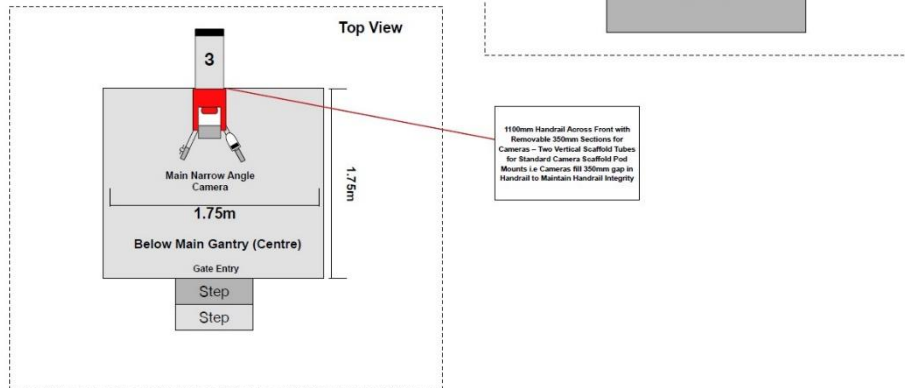 Top View
3
Main Narrow Angle
Camera
1.75m
1.75m
Below Main Gantry (Centre)
Gate Entry
Step
Step
1100mm Handrail Across Front with
Removable 350mm Sections for
Cameras – Two Vertical Scaffold Tubes
for Standard Camera Scaffold Pod
Mounts i.e Cameras fill 350mm gap in
Handrail to Maintain Handrail Integrity